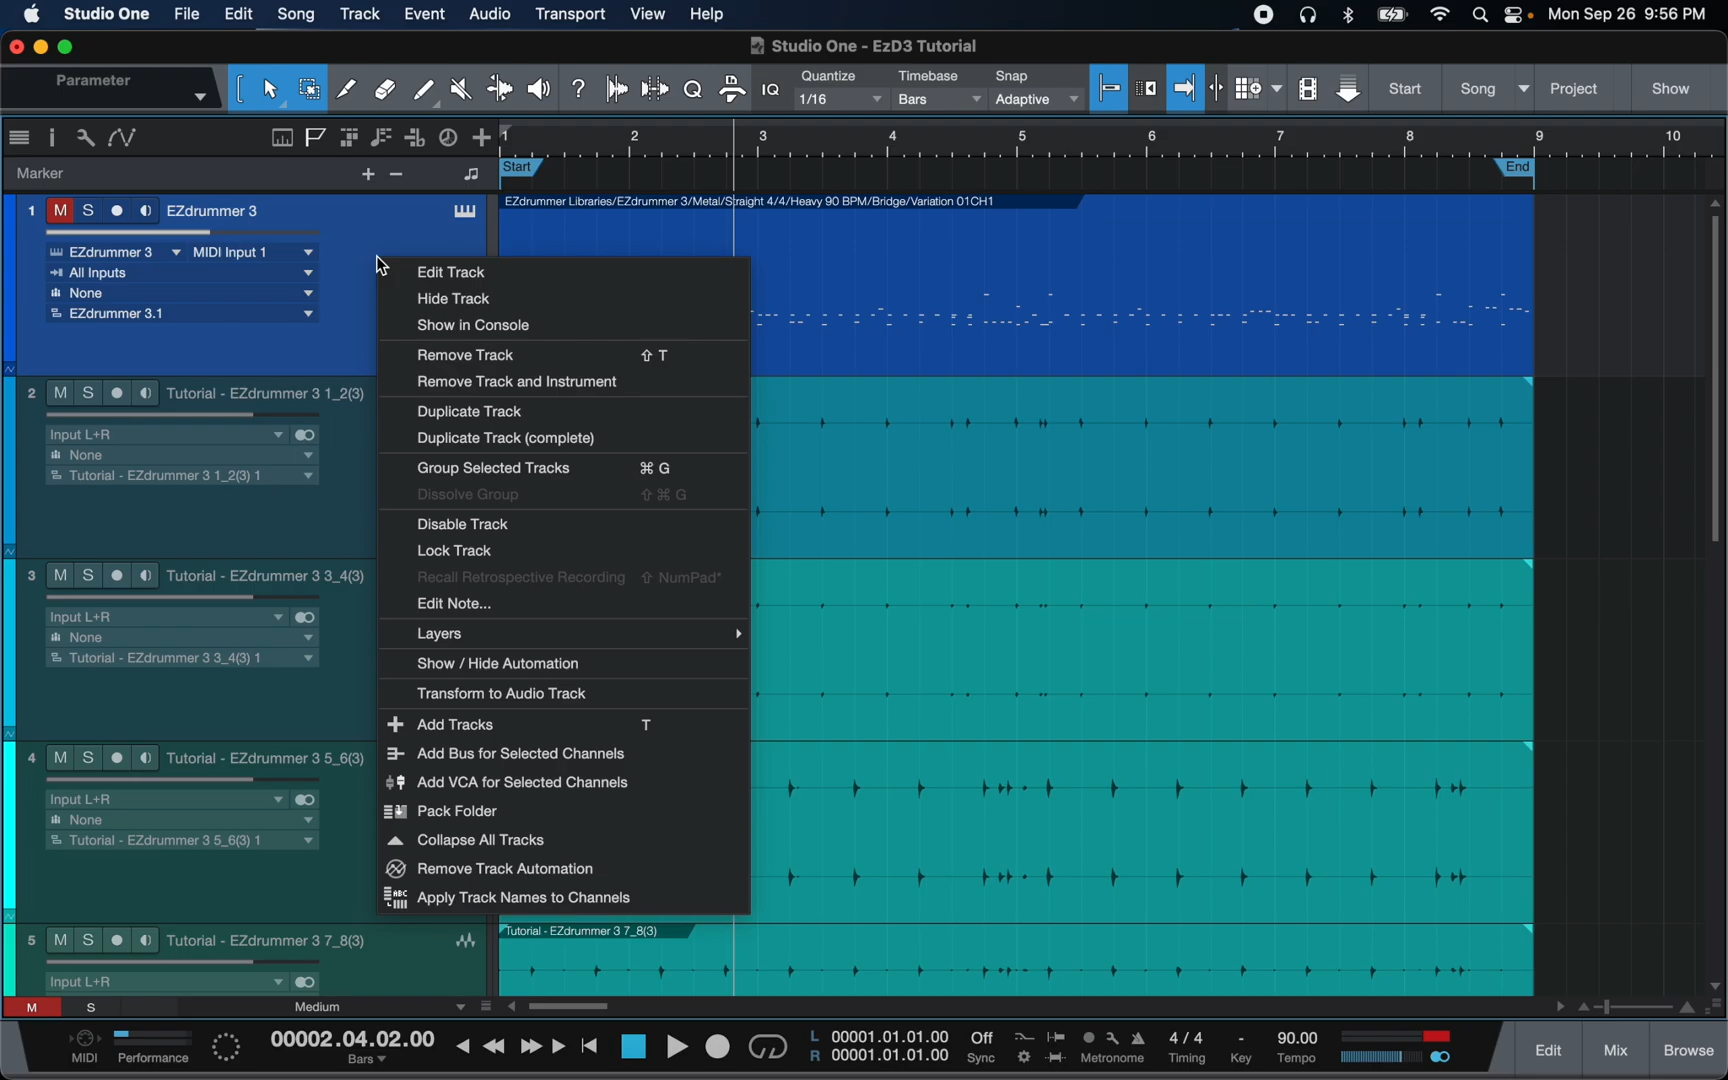 Studio One File Edit Song Track Event Audio Transport View Help Mon Sep 26 9:56 PM
Studio One - EzD3 Tutorial
Parameter
? Q IQ
Quantize Timebase Snap
1/16 Bars Adaptive
Start Song Project Show
1 2 3 4 5 6 7 8 9 10
Marker + −
Start End
1 M S EZdrummer 3
EZdrummer Libraries/EZdrummer 3/Metal/Straight 4/4/Heavy 90 BPM/Bridge/Variation 01CH1
EZdrummer 3 MIDI Input 1
All Inputs
None
EZdrummer 3.1
Edit Track
Hide Track
Show in Console
Remove Track ⇧ T
Remove Track and Instrument
Duplicate Track
Duplicate Track (complete)
Group Selected Tracks ⌘ G
Dissolve Group ⇧ ⌘ G
Disable Track
Lock Track
Recall Retrospective Recording ⇧ NumPad*
Edit Note...
Layers
Show / Hide Automation
Transform to Audio Track
Add Tracks T
Add Bus for Selected Channels
Add VCA for Selected Channels
Pack Folder
Collapse All Tracks
Remove Track Automation
ABC Apply Track Names to Channels
2 M S Tutorial - EZdrummer 3 1_2(3)
Input L+R
None
Tutorial - EZdrummer 3 1_2(3) 1
3 M S Tutorial - EZdrummer 3 3_4(3)
Input L+R
None
Tutorial - EZdrummer 3 3_4(3) 1
4 M S Tutorial - EZdrummer 3 5_6(3)
Input L+R
None
Tutorial - EZdrummer 3 5_6(3) 1
5 M S Tutorial - EZdrummer 3 7_8(3)
Tutorial - EZdrummer 3 7_8(3)
Input L+R
M S Medium
MIDI Performance
00002.04.02.00
Bars
L 00001.01.01.00
R 00001.01.01.00
Off
Sync
Metronome
4 / 4
Timing
-
Key
90.00
Tempo
Edit Mix Browse